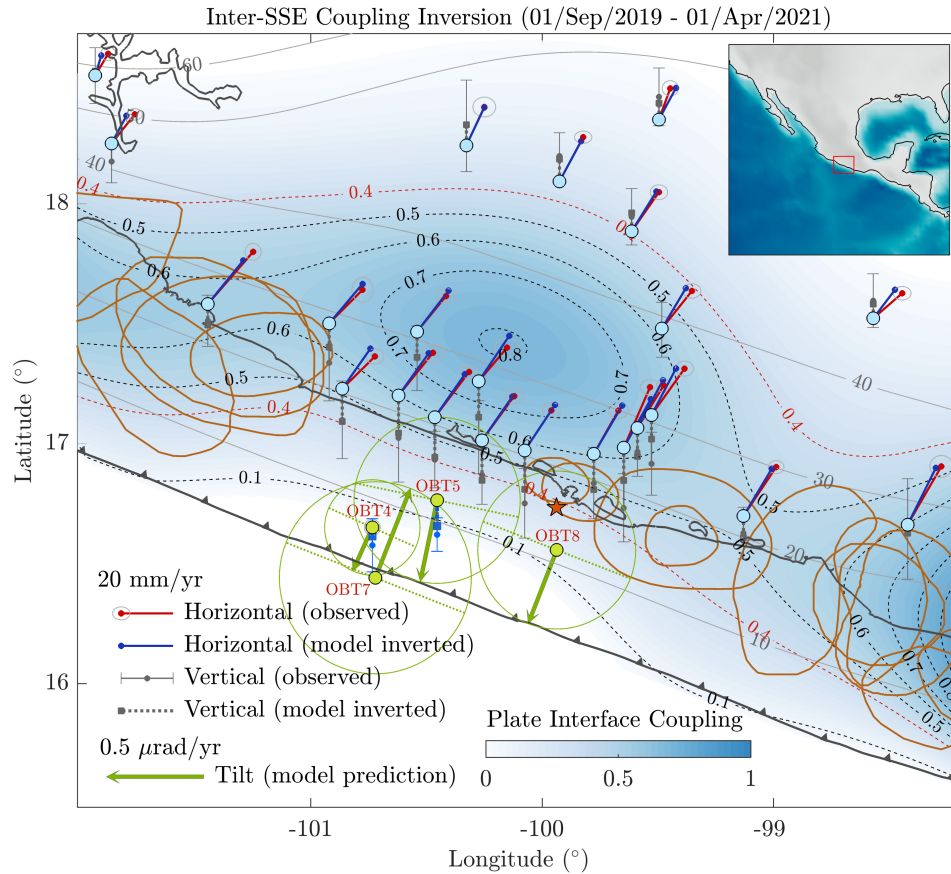 Inter-SSE Coupling Inversion (01/Sep/2019 - 01/Apr/2021)
60
40
0.4
0.4
0.5
0.6
0.5
0.6
0.7
0.7
0.8
0.7
0.6
0.6
0.5
0.4
0.5
0.6
0.5
0.4
0.4
40
30
20
10
0.1
0.1
0.1
0.4
0.5
0.5
0.6
0.7
0.5
OBT5
OBT4
OBT8
OBT7
18
17
16
Latitude (°)
20 mm/yr
Horizontal (observed)
Horizontal (model inverted)
Vertical (observed)
Vertical (model inverted)
0.5 μrad/yr
Tilt (model prediction)
Plate Interface Coupling
0 0.5 1
-101 -100 -99
Longitude (°)